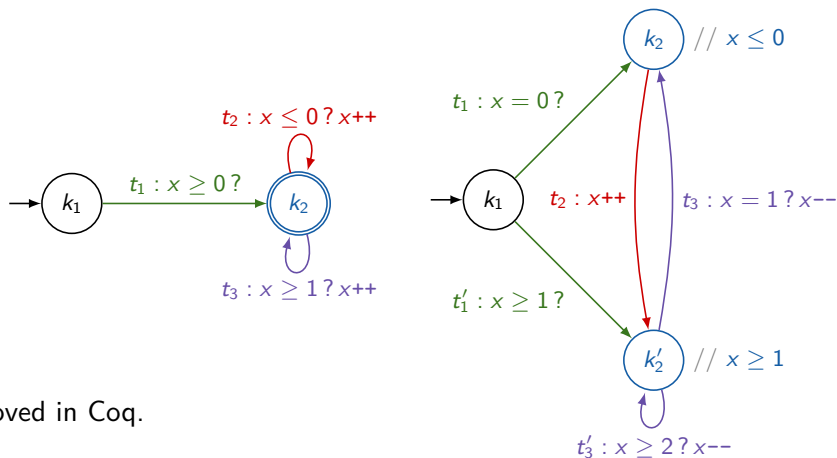 k₂ // x ≤ 0
t₁ : x = 0 ?
t₂ : x ≤ 0 ? x++
t₁ : x ≥ 0 ?
k₁
k₂
k₁
t₂ : x++
t₃ : x = 1 ? x--
t₃ : x ≥ 1 ? x++
t′₁ : x ≥ 1 ?
k′₂ // x ≥ 1
oved in Coq.
t′₃ : x ≥ 2 ? x--